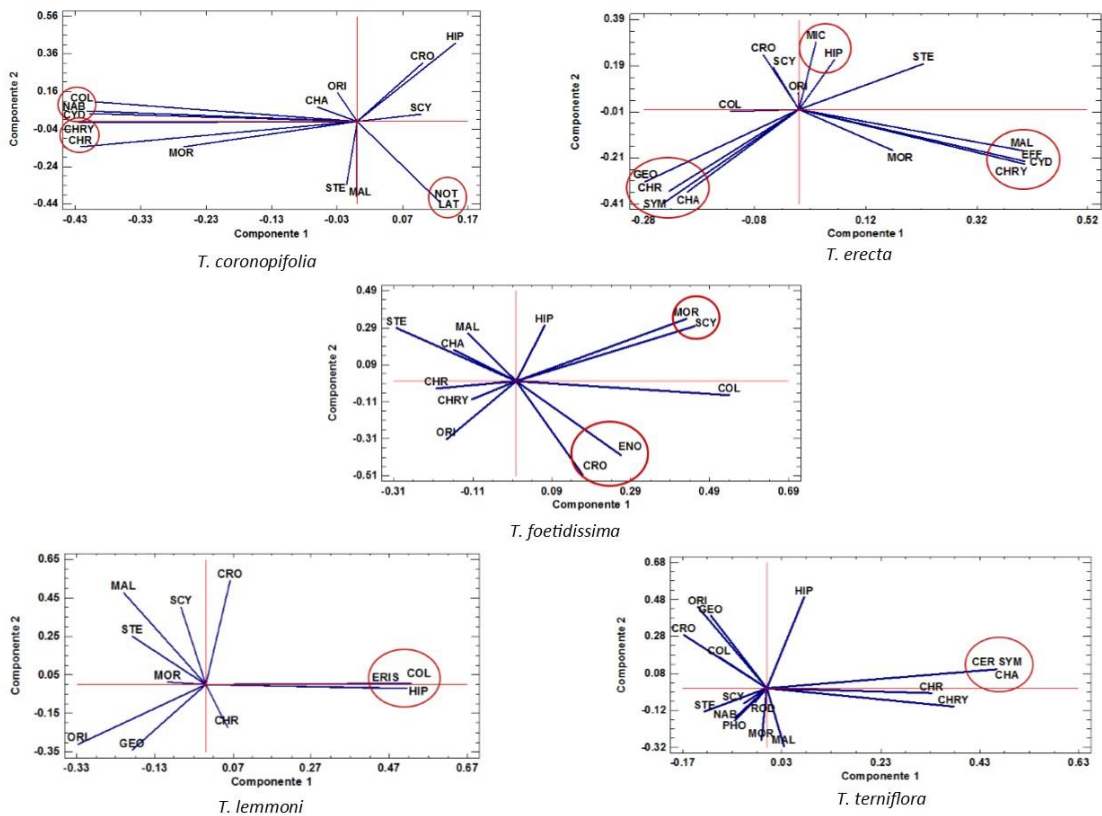 0.56
0.36
0.16
-0.04
-0.24
-0.44
Componente 2
COL
NAB
CYD
CHRY
CHR
MOR
CHA
ORI
CRO
HIP
SCY
STE
MAL
NOT
LAT
-0.43
-0.33
-0.23
-0.13
-0.03
0.07
0.17
Componente 1
T. coronopifolia
0.39
0.19
-0.01
-0.21
-0.41
Componente 2
CRO
SCY
MIC
HIP
STE
ORI
COL
MOR
MAL
EFF
CYD
CHRY
GEO
CHR
SYM
CHA
-0.28
-0.08
0.12
0.32
0.52
Componente 1
T. erecta
0.49
0.29
0.09
-0.11
-0.31
-0.51
Componente 2
STE
MAL
CHA
HIP
MOR
SCY
CHR
CHRY
COL
ORI
ENO
CRO
-0.31
-0.11
0.09
0.29
0.49
0.69
Componente 1
T. foetidissima
0.65
0.45
0.25
0.05
-0.15
-0.35
Componente 2
MAL
SCY
CRO
STE
MOR
ERIS
COL
HIP
CHR
ORI
GEO
-0.33
-0.13
0.07
0.27
0.47
0.67
Componente 1
T. lemmoni
0.68
0.48
0.28
0.08
-0.12
-0.32
Componente 2
ORI
GEO
CRO
COL
HIP
CER SYM
CHA
CHR
CHRY
SCY
STE
ROD
NAB
PHO
MOR
MAL
-0.17
0.03
0.23
0.43
0.63
Componente 1
T. terniflora